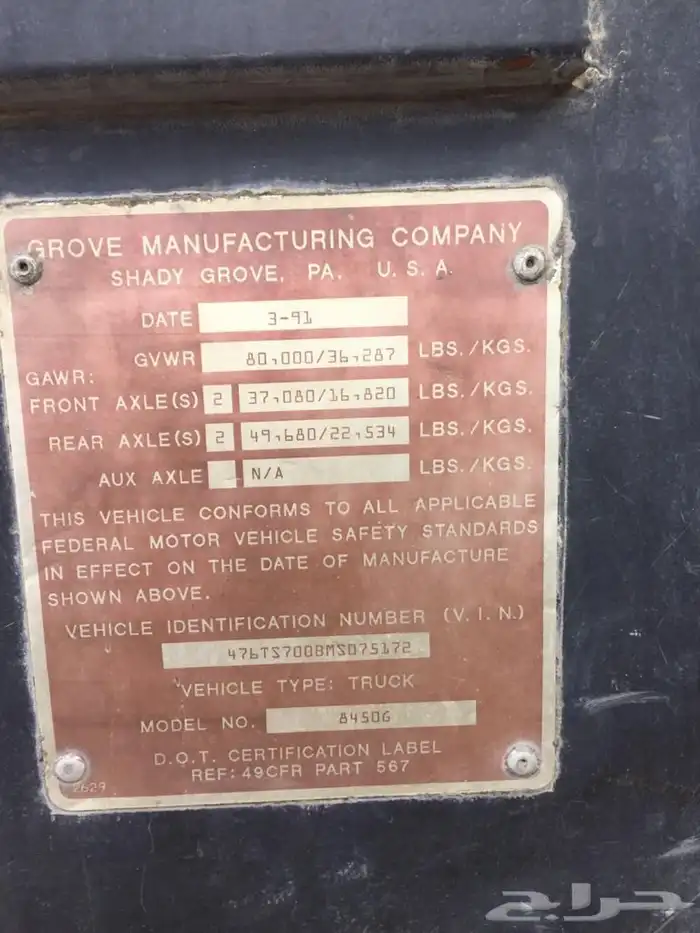 GROVE MANUFACTURING COMPANY
SHADY GROVE, PA. U.S.A.
DATE 3-91
GVWR 80,000/36,287 LBS./KGS.
GAWR:
FRONT AXLE(S) 2 37,080/16,820 LBS./KGS.
REAR AXLE(S) 2 49,680/22,534 LBS./KGS.
AUX AXLE N/A LBS./KGS.
THIS VEHICLE CONFORMS TO ALL APPLICABLE
FEDERAL MOTOR VEHICLE SAFETY STANDARDS
IN EFFECT ON THE DATE OF MANUFACTURE
SHOWN ABOVE.
VEHICLE IDENTIFICATION NUMBER (V.I.N.)
476TS700BMS075172
VEHICLE TYPE: TRUCK
MODEL NO. 84506
D.O.T. CERTIFICATION LABEL
REF: 49CFR PART 567
2629
حراج